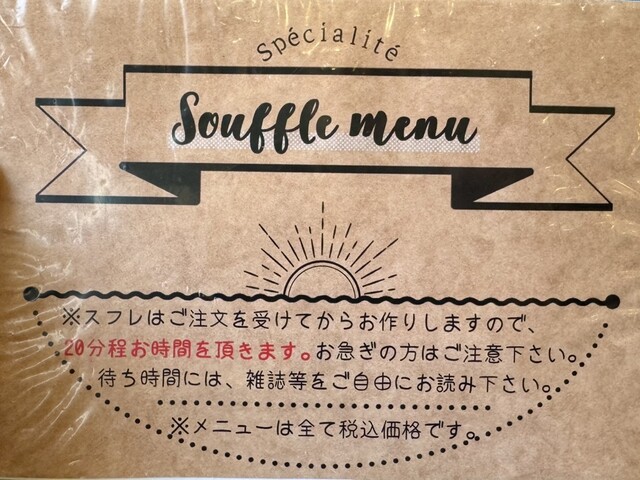 Spécialité
Souffle menu
※スフレはご注文を受けてからお作りしますので、
20分程お時間を頂きます。お急ぎの方はご注意下さい。
待ち時間には、雑誌等をご自由にお読み下さい。
※メニューは全て税込価格です。